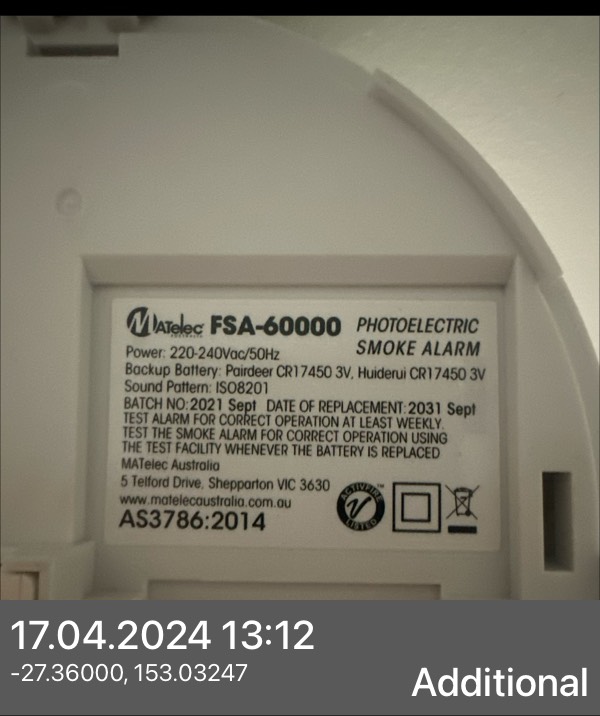 MATelec FSA-60000 PHOTOELECTRIC
AUSTRALIA SMOKE ALARM
Power: 220-240Vac/50Hz
Backup Battery: Pairdeer CR17450 3V, Huiderui CR17450 3V
Sound Pattern: ISO8201
BATCH NO: 2021 Sept DATE OF REPLACEMENT: 2031 Sept
TEST ALARM FOR CORRECT OPERATION AT LEAST WEEKLY.
TEST THE SMOKE ALARM FOR CORRECT OPERATION USING
THE TEST FACILITY WHENEVER THE BATTERY IS REPLACED
MATelec Australia
5 Telford Drive, Shepparton VIC 3630
www.matelecaustralia.com.au
AS3786:2014
ACTIVFIRE
LISTED
17.04.2024 13:12
-27.36000, 153.03247
Additional